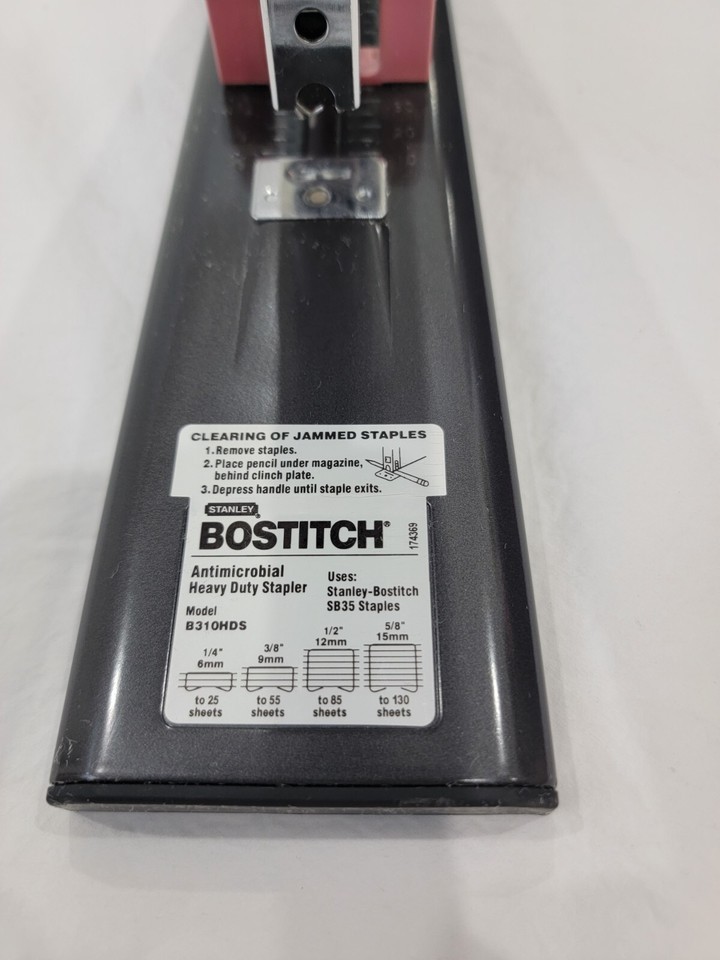 CLEARING OF JAMMED STAPLES
1. Remove staples.
2. Place pencil under magazine,
behind clinch plate.
3. Depress handle until staple exits.
STANLEY®
BOSTITCH®
174369
Antimicrobial
Heavy Duty Stapler
Model
B310HDS
Uses:
Stanley-Bostitch
SB35 Staples
1/4" 3/8" 1/2" 5/8"
6mm 9mm 12mm 15mm
to 25 to 55 to 85 to 130
sheets sheets sheets sheets